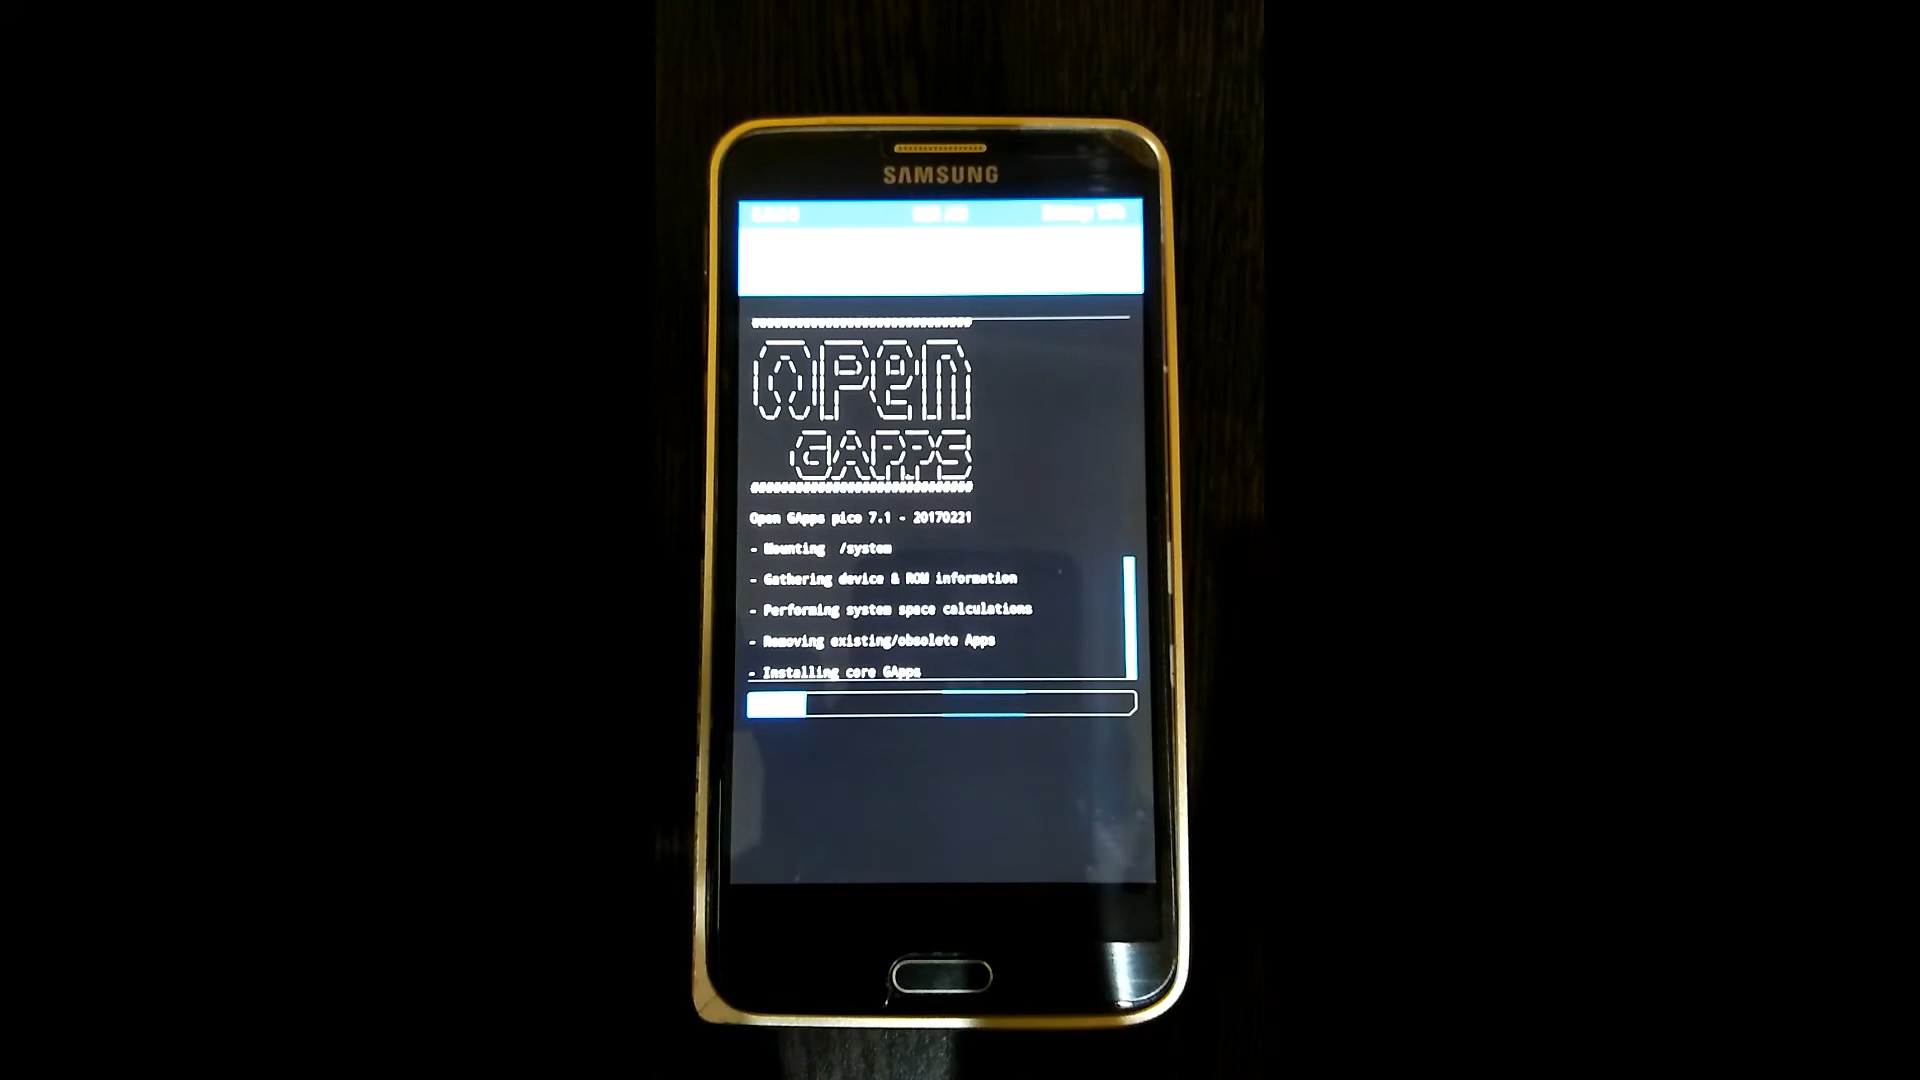 SAMSUNG
OPEN
GAPPS
Open GApps pico 7.1 - 20170221
- Mounting /system
- Gathering device & ROM information
- Performing system space calculations
- Removing existing/obsolete Apps
- Installing core GApps